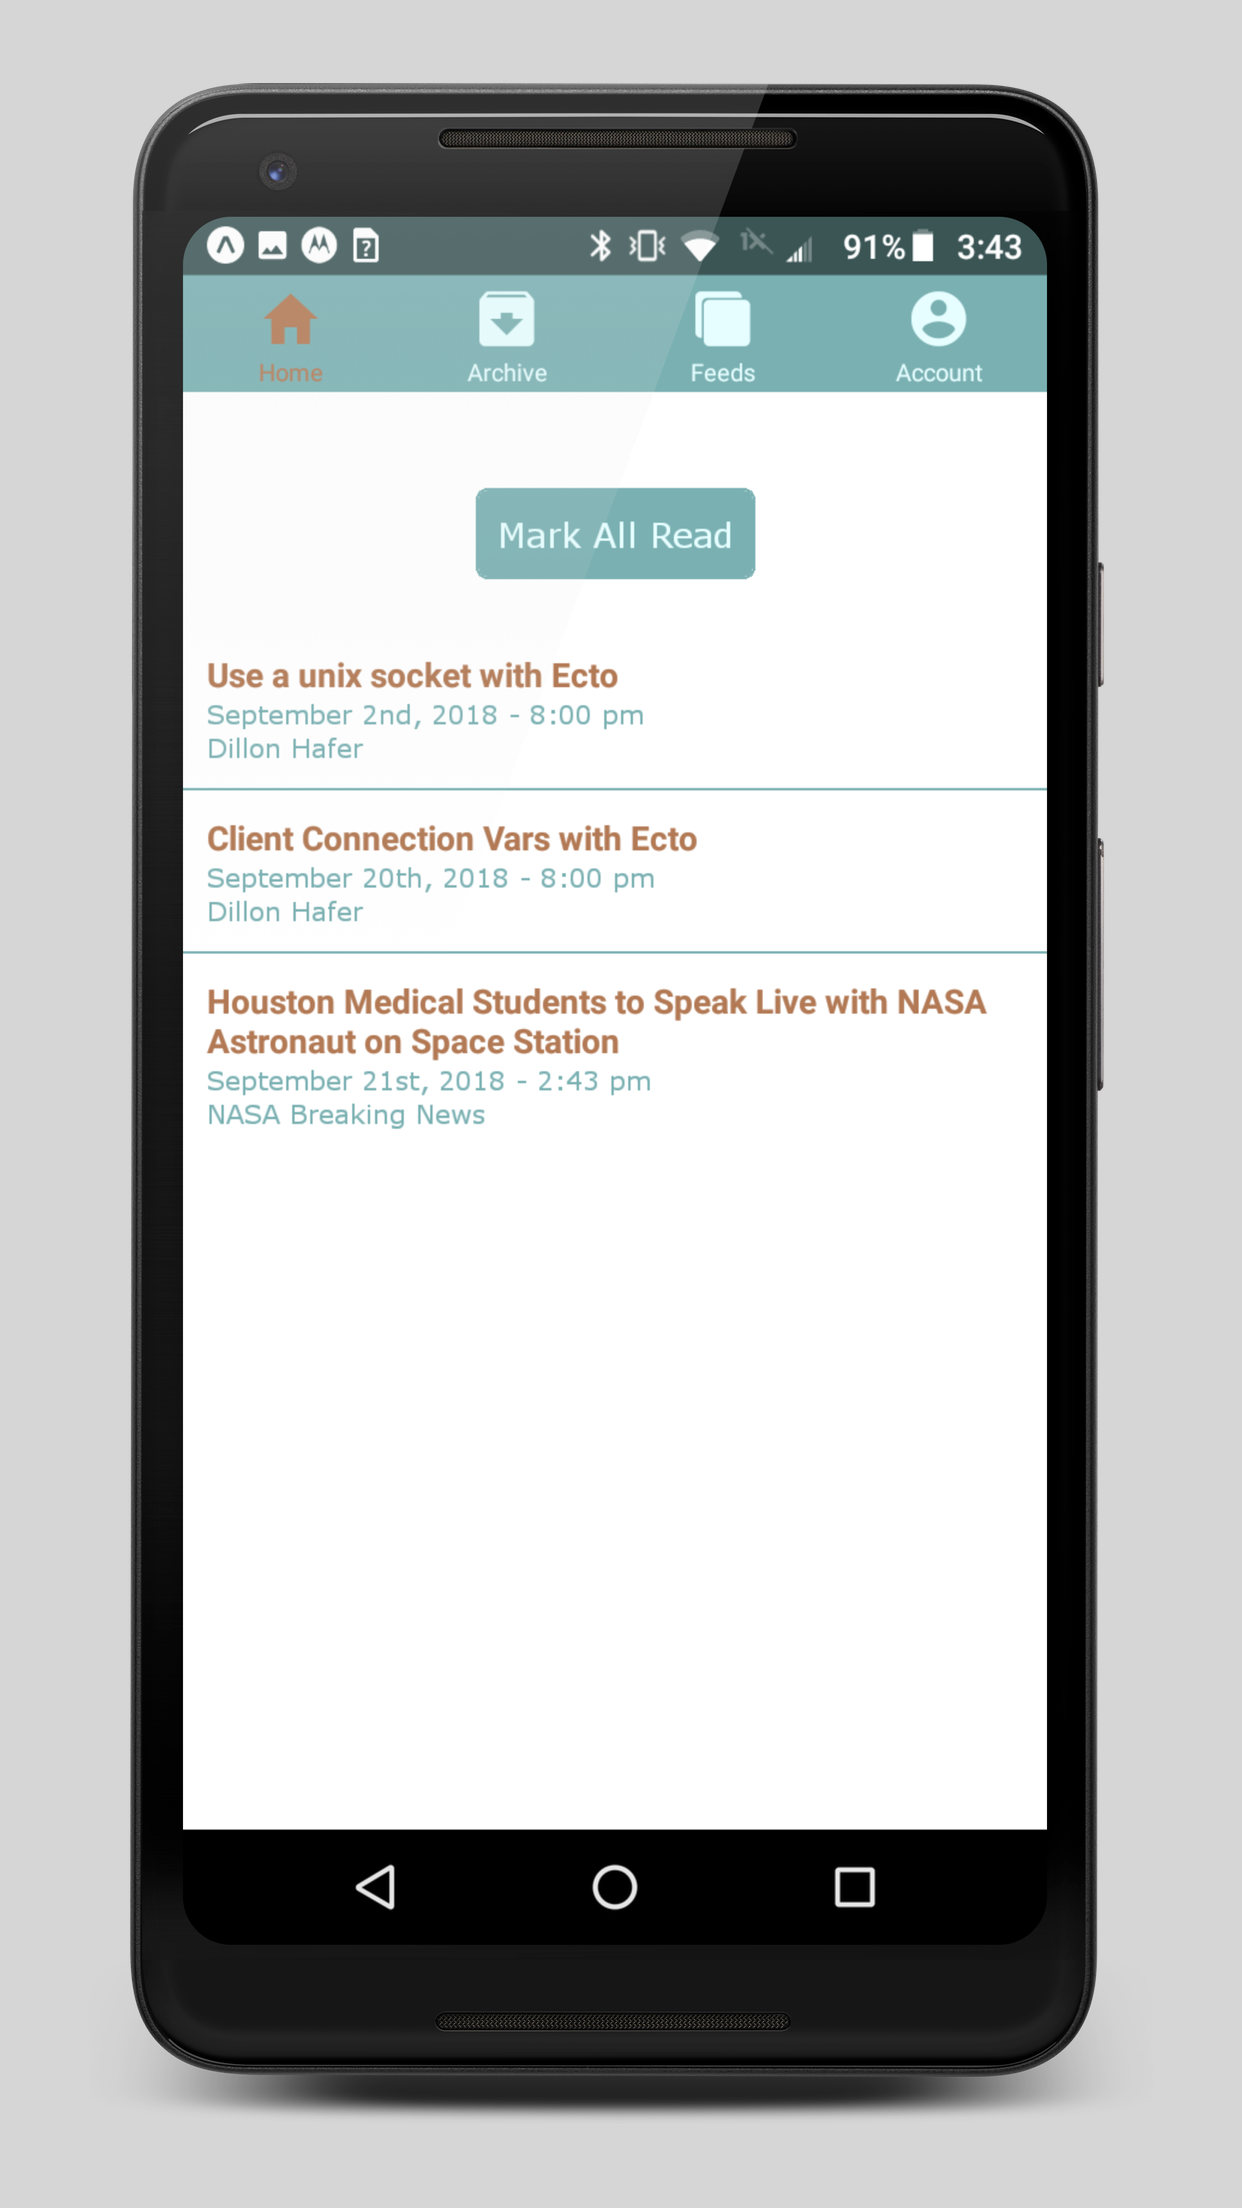 91% 3:43
Home Archive Feeds Account
Mark All Read
Use a unix socket with Ecto
September 2nd, 2018 - 8:00 pm
Dillon Hafer
Client Connection Vars with Ecto
September 20th, 2018 - 8:00 pm
Dillon Hafer
Houston Medical Students to Speak Live with NASA
Astronaut on Space Station
September 21st, 2018 - 2:43 pm
NASA Breaking News